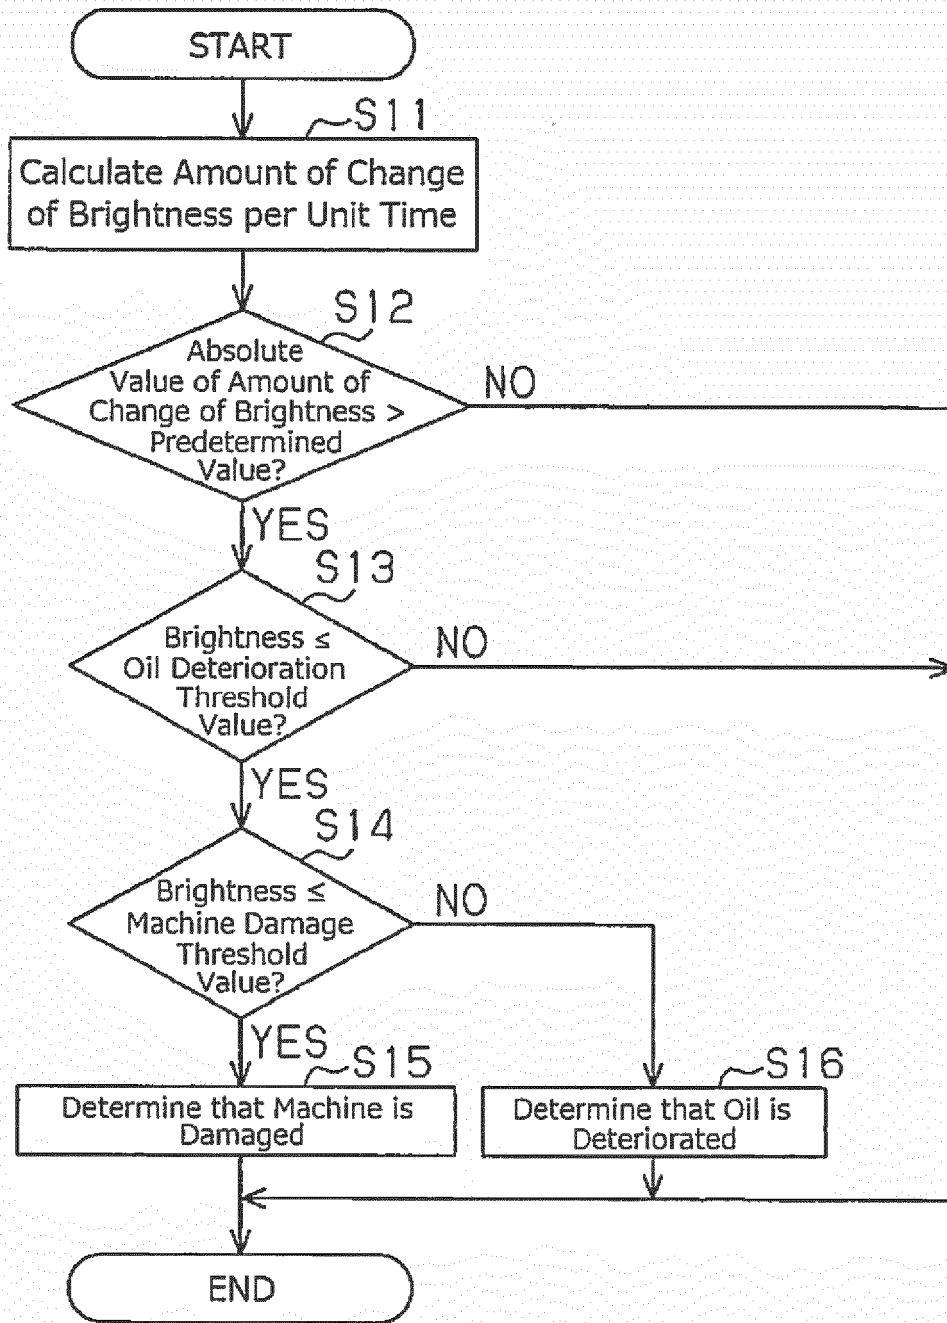 START
S11
Calculate Amount of Change
of Brightness per Unit Time
S12
Absolute
Value of Amount of
Change of Brightness >
Predetermined
Value?
NO
YES
S13
Brightness ≤
Oil Deterioration
Threshold
Value?
NO
YES
S14
Brightness ≤
Machine Damage
Threshold
Value?
NO
YES
S15
Determine that Machine is
Damaged
S16
Determine that Oil is
Deteriorated
END